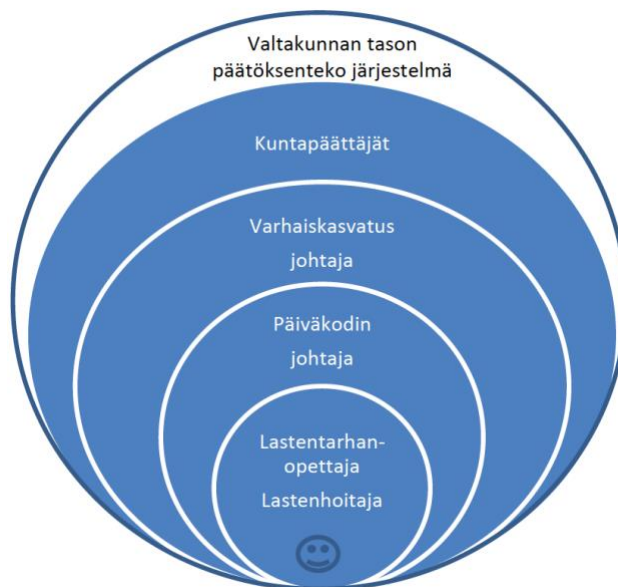 Valtakunnan tason
päätöksenteko järjestelmä
Kuntapäättäjät
Varhaiskasvatus
johtaja
Päiväkodin
johtaja
Lastentarhan-
opettaja
Lastenhoitaja